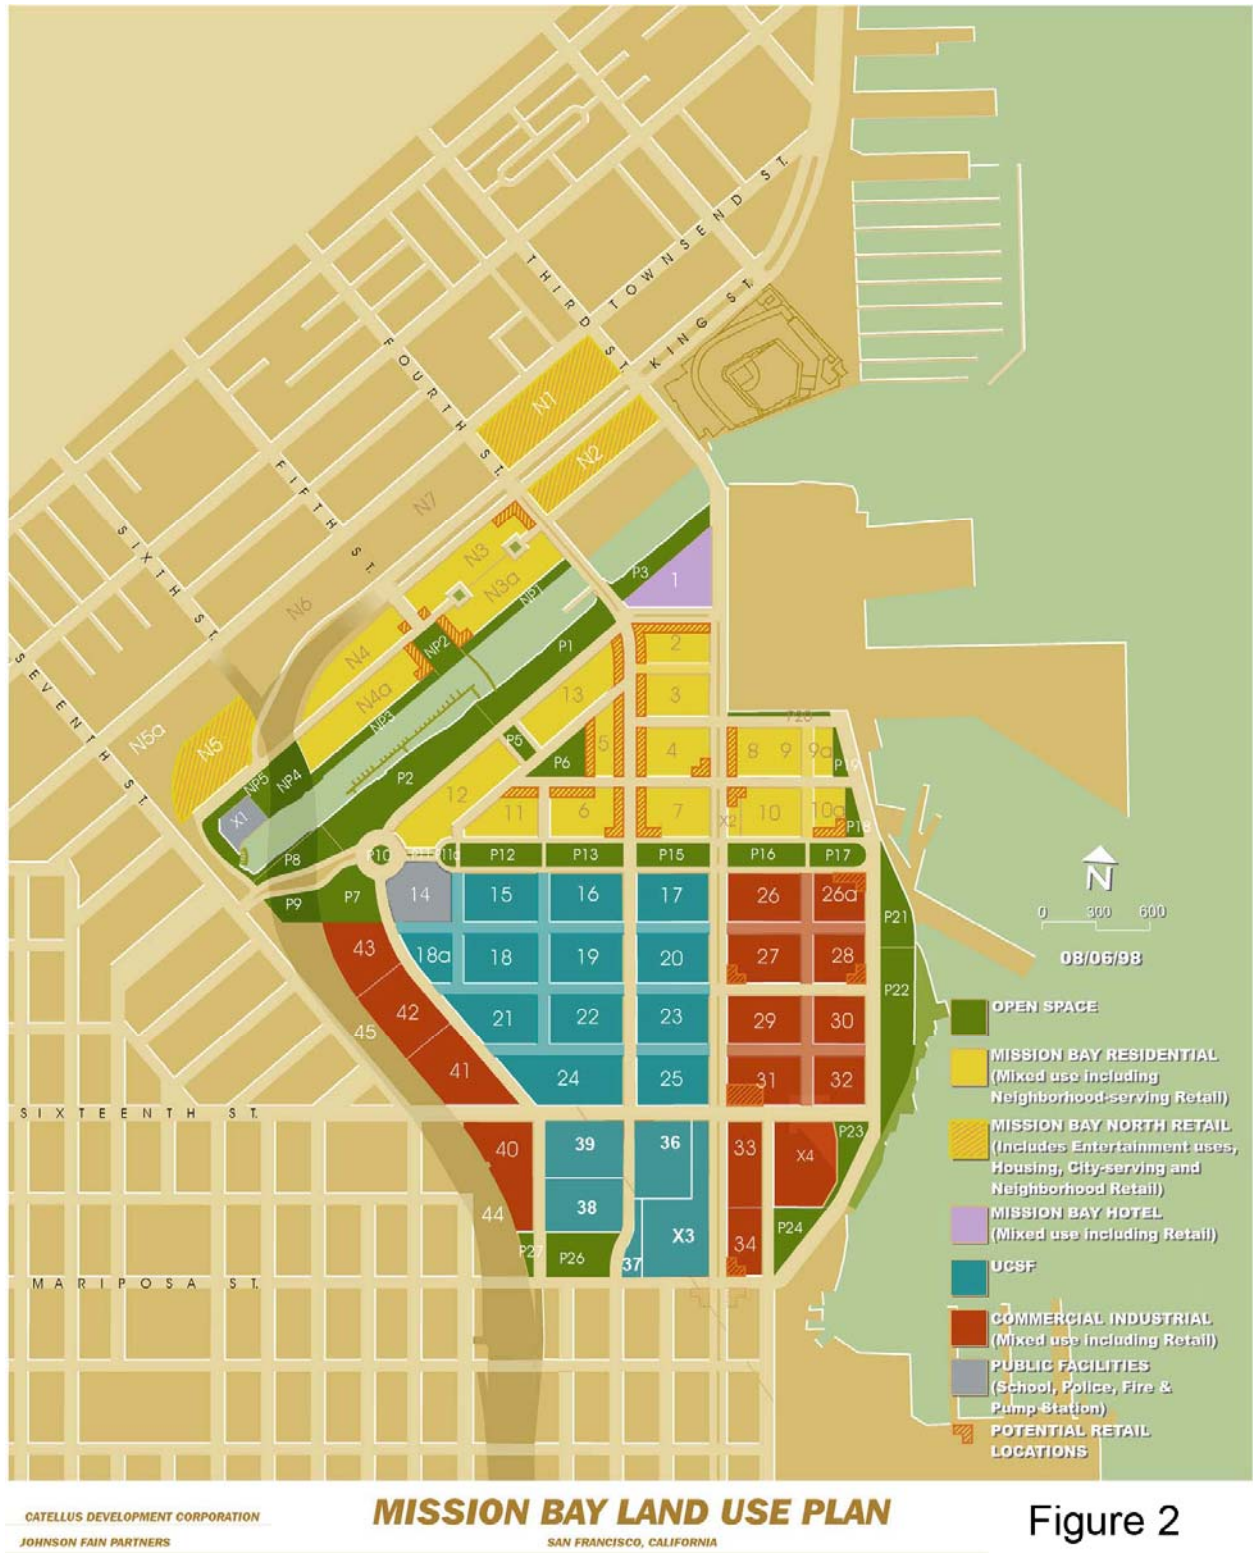 TOWNSEND ST.
THIRD ST.
KING ST.
FOURTH ST.
N1
N2
FIFTH ST.
N7
SIXTH ST.
N3
N3a
NP1
P3
1
N6
SEVENTH ST.
N4
NP2
P1
2
N4a
NP3
13
3
N5a
N5
P5
5
4
8
9
9a
P6
P19
NP5
NP4
P2
12
11
6
7
X2
10
10a
P18
X1
P8
P10
P11
P11a
P12
P13
P15
P16
P17
P9
P7
14
15
16
17
26
26a
P21
43
18a
18
19
20
27
28
P22
45
42
21
22
23
29
30
41
24
25
31
32
SIXTEENTH ST.
40
39
36
33
X4
P23
44
38
X3
34
P24
P27
P26
37
MARIPOSA ST.
N
0 300 600
08/06/98
OPEN SPACE
MISSION BAY RESIDENTIAL
(Mixed use including
Neighborhood-serving Retail)
MISSION BAY NORTH RETAIL
(Includes Entertainment uses,
Housing, City-serving and
Neighborhood Retail)
MISSION BAY HOTEL
(Mixed use including Retail)
UCSF
COMMERCIAL INDUSTRIAL
(Mixed use including Retail)
PUBLIC FACILITIES
(School, Police, Fire &
Pump Station)
POTENTIAL RETAIL
LOCATIONS
CATELLUS DEVELOPMENT CORPORATION
JOHNSON FAIN PARTNERS
MISSION BAY LAND USE PLAN
SAN FRANCISCO, CALIFORNIA
Figure 2